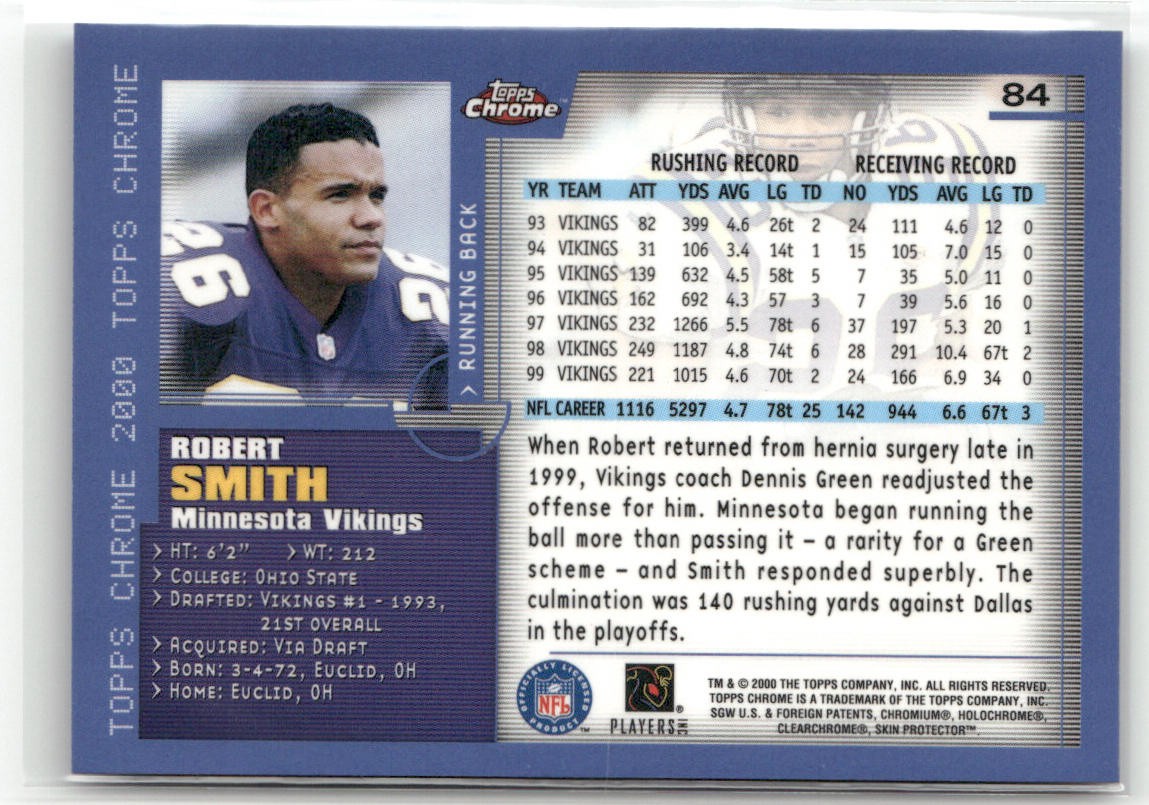 TOPPS CHROME 2000 TOPPS CHROME
26
26
> RUNNING BACK
Topps
Chrome™
84
RUSHING RECORD RECEIVING RECORD
YR TEAM ATT YDS AVG LG TD NO YDS AVG LG TD
93 VIKINGS 82 399 4.6 26t 2 24 111 4.6 12 0
94 VIKINGS 31 106 3.4 14t 1 15 105 7.0 15 0
95 VIKINGS 139 632 4.5 58t 5 7 35 5.0 11 0
96 VIKINGS 162 692 4.3 57 3 7 39 5.6 16 0
97 VIKINGS 232 1266 5.5 78t 6 37 197 5.3 20 1
98 VIKINGS 249 1187 4.8 74t 6 28 291 10.4 67t 2
99 VIKINGS 221 1015 4.6 70t 2 24 166 6.9 34 0
NFL CAREER 1116 5297 4.7 78t 25 142 944 6.6 67t 3
ROBERT
SMITH
Minnesota Vikings
> HT: 6'2" > WT: 212
> COLLEGE: OHIO STATE
> DRAFTED: VIKINGS #1 - 1993,
21ST OVERALL
> ACQUIRED: VIA DRAFT
> BORN: 3-4-72, EUCLID, OH
> HOME: EUCLID, OH
When Robert returned from hernia surgery late in
1999, Vikings coach Dennis Green readjusted the
offense for him. Minnesota began running the
ball more than passing it – a rarity for a Green
scheme – and Smith responded superbly. The
culmination was 140 rushing yards against Dallas
in the playoffs.
OFFICIALLY LICENSED
NFL
PRODUCT™
PLAYERS INC ®
TM & © 2000 THE TOPPS COMPANY, INC. ALL RIGHTS RESERVED.
TOPPS CHROME IS A TRADEMARK OF THE TOPPS COMPANY, INC.
SGW U.S. & FOREIGN PATENTS, CHROMIUM®, HOLOCHROME®,
CLEARCHROME®, SKIN PROTECTOR™.